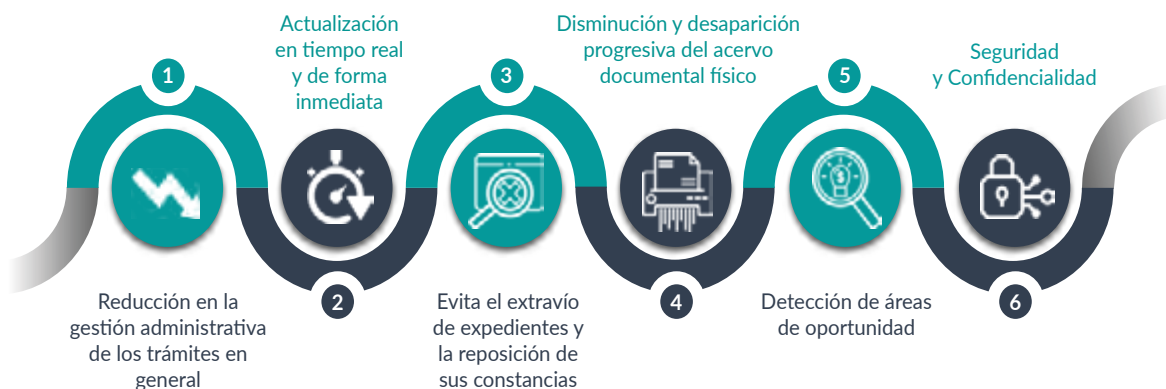 1
Reducción en la
gestión administrativa
de los trámites en
general
Actualización
en tiempo real
y de forma
inmediata
2
3
Evita el extravío
de expedientes y
la reposición de
sus constancias
Disminución y desaparición
progresiva del acervo
documental físico
4
5
Detección de áreas
de oportunidad
Seguridad
y Confidencialidad
6